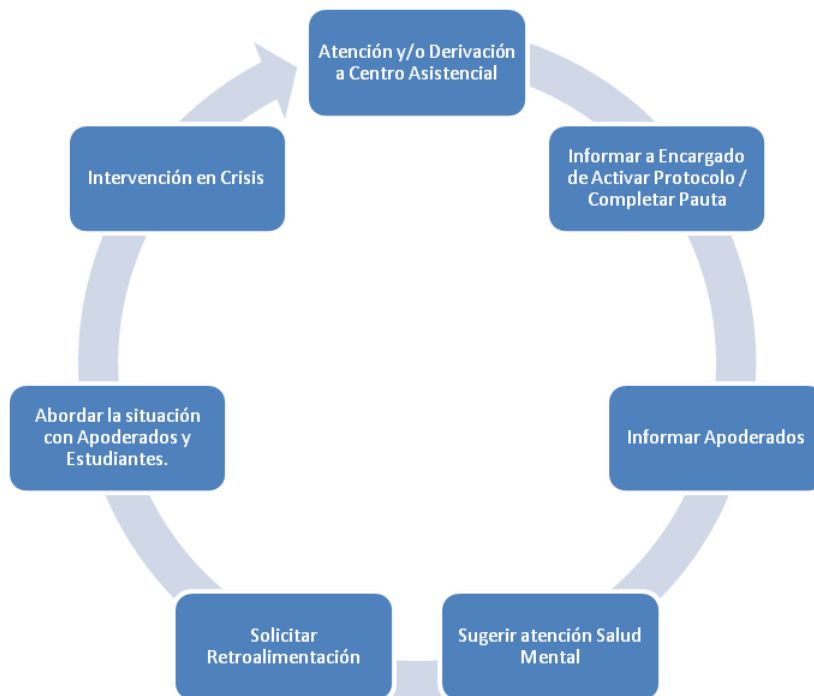 Atención y/o Derivación
a Centro Asistencial
Informar a Encargado
de Activar Protocolo /
Completar Pauta
Informar Apoderados
Sugerir atención Salud
Mental
Solicitar
Retroalimentación
Abordar la situación
con Apoderados y
Estudiantes.
Intervención en Crisis